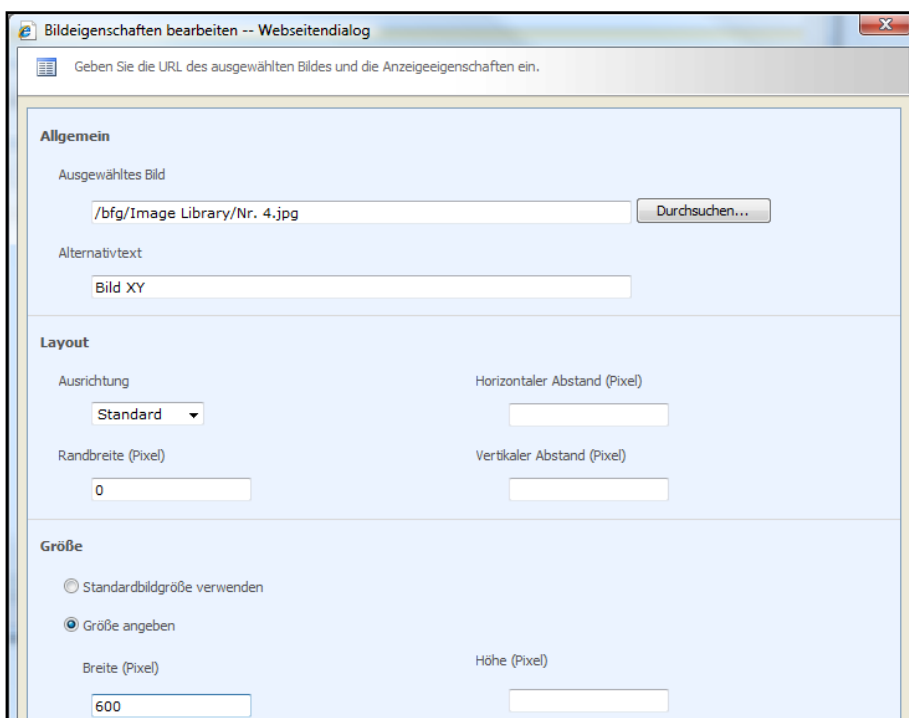 Bildeigenschaften bearbeiten -- Webseitendialog
Geben Sie die URL des ausgewählten Bildes und die Anzeigeeigenschaften ein.
Allgemein
Ausgewähltes Bild
/bfg/Image Library/Nr. 4.jpg
Durchsuchen...
Alternativtext
Bild XY
Layout
Ausrichtung
Horizontaler Abstand (Pixel)
Standard
Randbreite (Pixel)
Vertikaler Abstand (Pixel)
0
Größe
Standardbildgröße verwenden
Größe angeben
Breite (Pixel)
Höhe (Pixel)
600